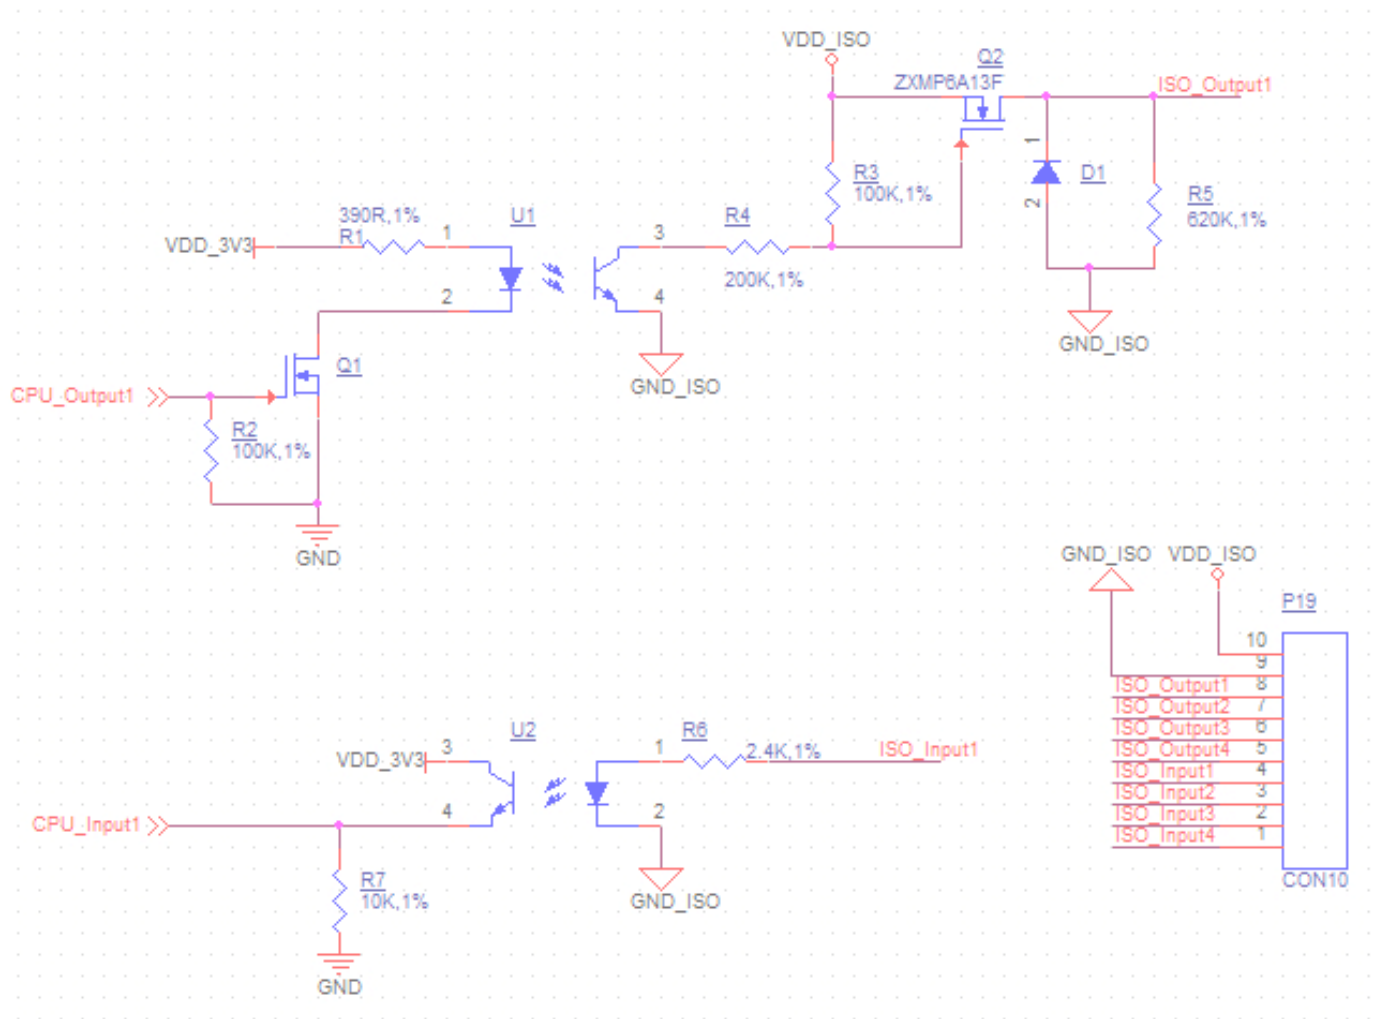 VDD_ISO
Q2
ZXMP6A13F
ISO_Output1
1
D1
2
R3
100K,1%
R5
620K,1%
390R,1%
R1
VDD_3V3
1
U1
3
R4
200K,1%
2
4
GND_ISO
GND_ISO
Q1
CPU_Output1
R2
100K,1%
GND
GND_ISO
VDD_ISO
P19
10
9
ISO_Output1 8
ISO_Output2 7
ISO_Output3 6
ISO_Output4 5
ISO_Input1 4
ISO_Input2 3
ISO_Input3 2
ISO_Input4 1
CON10
VDD_3V3
3
U2
1
R6
2.4K,1%
ISO_Input1
CPU_Input1
4
2
R7
10K,1%
GND_ISO
GND